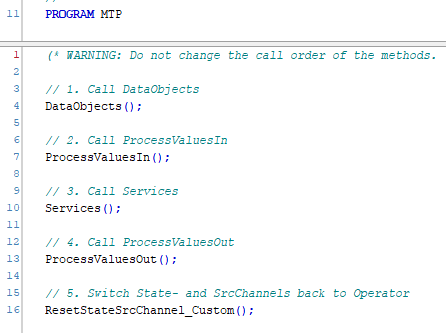 11 PROGRAM MTP
1 (* WARNING: Do not change the call order of the methods.
2
3 // 1. Call DataObjects
4 DataObjects();
5
6 // 2. Call ProcessValuesIn
7 ProcessValuesIn();
8
9 // 3. Call Services
10 Services();
11
12 // 4. Call ProcessValuesOut
13 ProcessValuesOut();
14
15 // 5. Switch State- and SrcChannels back to Operator
16 ResetStateSrcChannel_Custom();